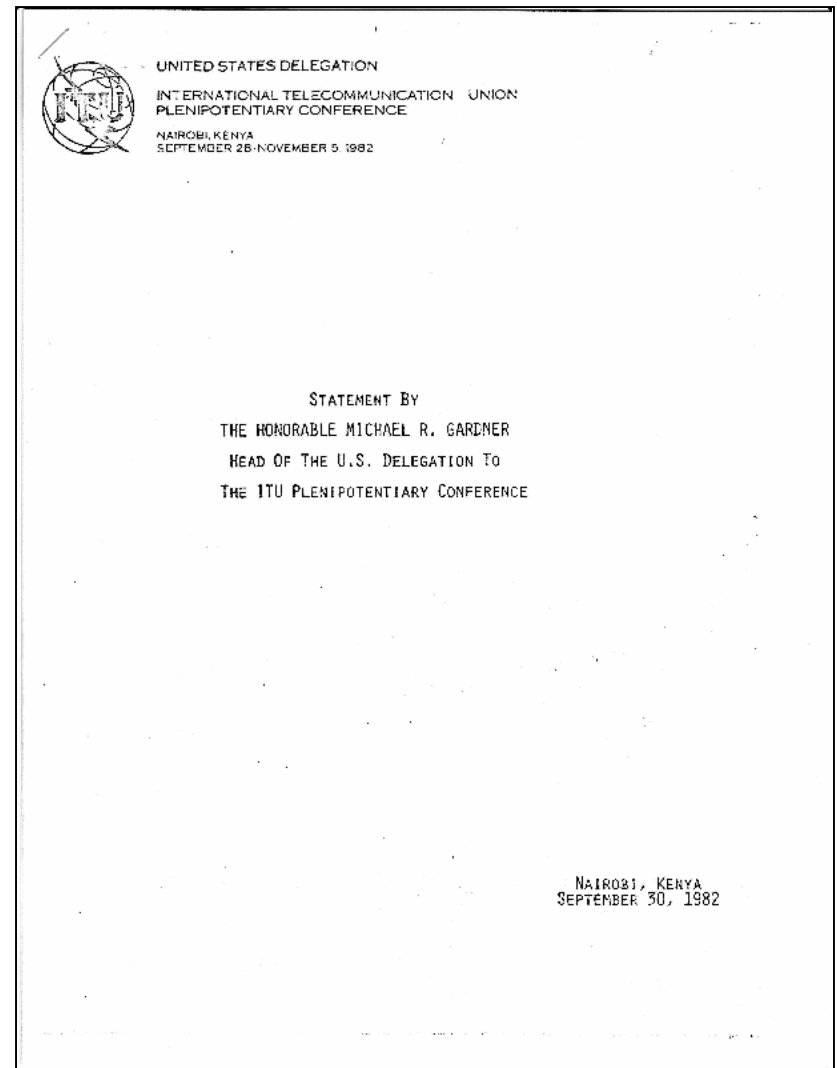 ITU
UNITED STATES DELEGATION
INTERNATIONAL TELECOMMUNICATION UNION
PLENIPOTENTIARY CONFERENCE
NAIROBI, KENYA
SEPTEMBER 28-NOVEMBER 5, 1982
STATEMENT BY
THE HONORABLE MICHAEL R. GARDNER
HEAD OF THE U.S. DELEGATION TO
THE ITU PLENIPOTENTIARY CONFERENCE
NAIROBI, KENYA
SEPTEMBER 30, 1982